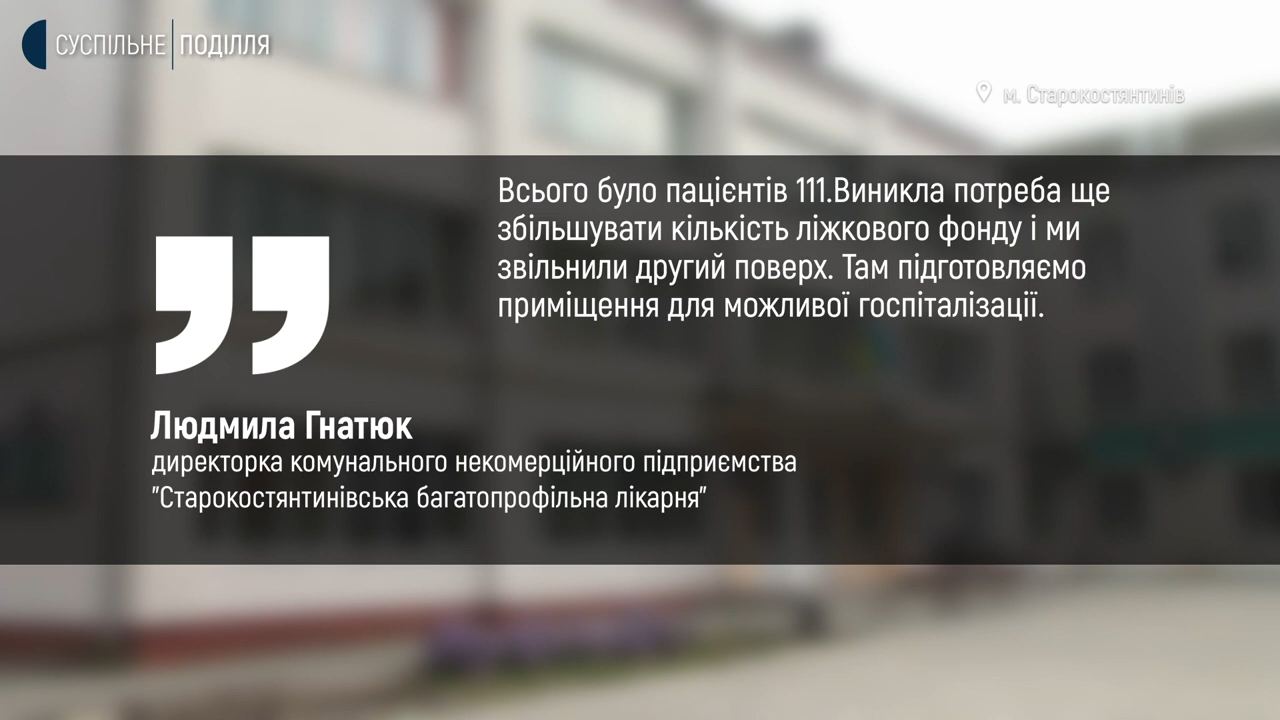 СУСПІЛЬНЕ ПОДІЛЛЯ
м. Старокостянтинів
Всього було пацієнтів 111.Виникла потреба ще
збільшувати кількість ліжкового фонду і ми
звільнили другий поверх. Там підготовляємо
приміщення для можливої госпіталізації.
Людмила Гнатюк
директорка комунального некомерційного підприємства
"Старокостянтинівська багатопрофільна лікарня"